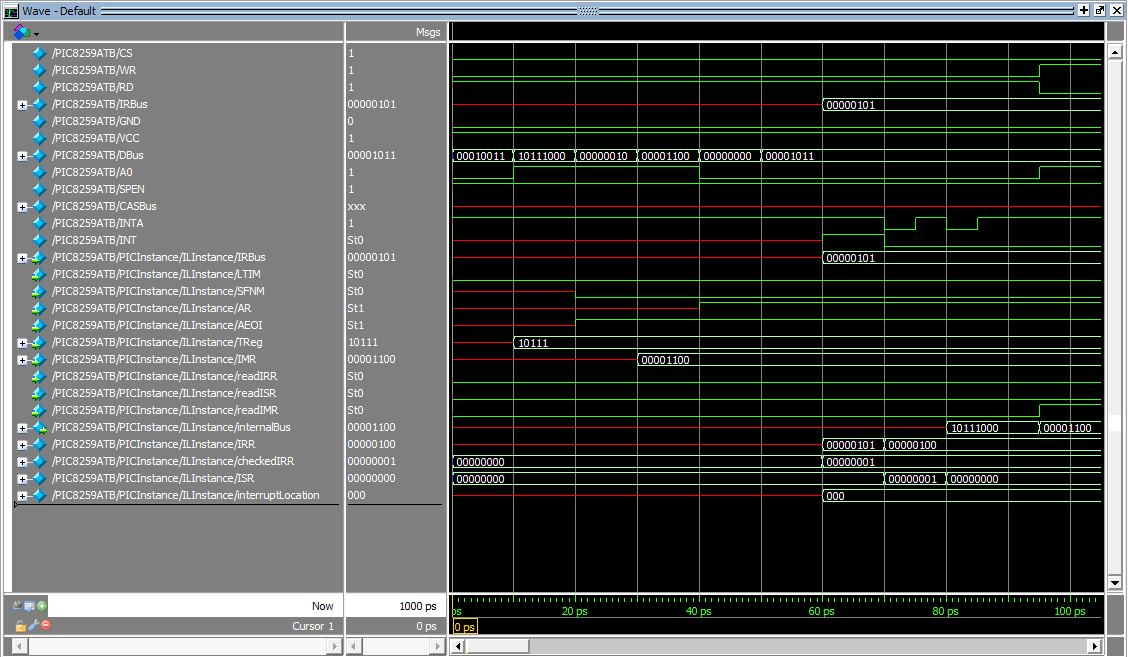 Wave - Default
Msgs
/PIC8259ATB/CS 1
/PIC8259ATB/WR 1
/PIC8259ATB/RD 1
/PIC8259ATB/IRBus 00000101 00000101
/PIC8259ATB/GND 0
/PIC8259ATB/VCC 1
/PIC8259ATB/DBus 00001011 00010011 10111000 00000010 00001100 00000000 00001011
/PIC8259ATB/A0 1
/PIC8259ATB/SPEN 1
/PIC8259ATB/CASBus xxx
/PIC8259ATB/INTA 1
/PIC8259ATB/INT St0
/PIC8259ATB/PICInstance/ILInstance/IRBus 00000101 00000101
/PIC8259ATB/PICInstance/ILInstance/LTIM St0
/PIC8259ATB/PICInstance/ILInstance/SFNM St0
/PIC8259ATB/PICInstance/ILInstance/AR St1
/PIC8259ATB/PICInstance/ILInstance/AEOI St1
/PIC8259ATB/PICInstance/ILInstance/TReg 10111 10111
/PIC8259ATB/PICInstance/ILInstance/IMR 00001100 00001100
/PIC8259ATB/PICInstance/ILInstance/readIRR St0
/PIC8259ATB/PICInstance/ILInstance/readISR St0
/PIC8259ATB/PICInstance/ILInstance/readIMR St0
/PIC8259ATB/PICInstance/ILInstance/internalBus 00001100 10111000 00001100
/PIC8259ATB/PICInstance/ILInstance/IRR 00000100 00000101 00000100
/PIC8259ATB/PICInstance/ILInstance/checkedIRR 00000001 00000000 00000001
/PIC8259ATB/PICInstance/ILInstance/ISR 00000000 00000000 00000001 00000000
/PIC8259ATB/PICInstance/ILInstance/interruptLocation 000 000
Now 1000 ps ps 20 ps 40 ps 60 ps 80 ps 100 ps
Cursor 1 0 ps 0 ps